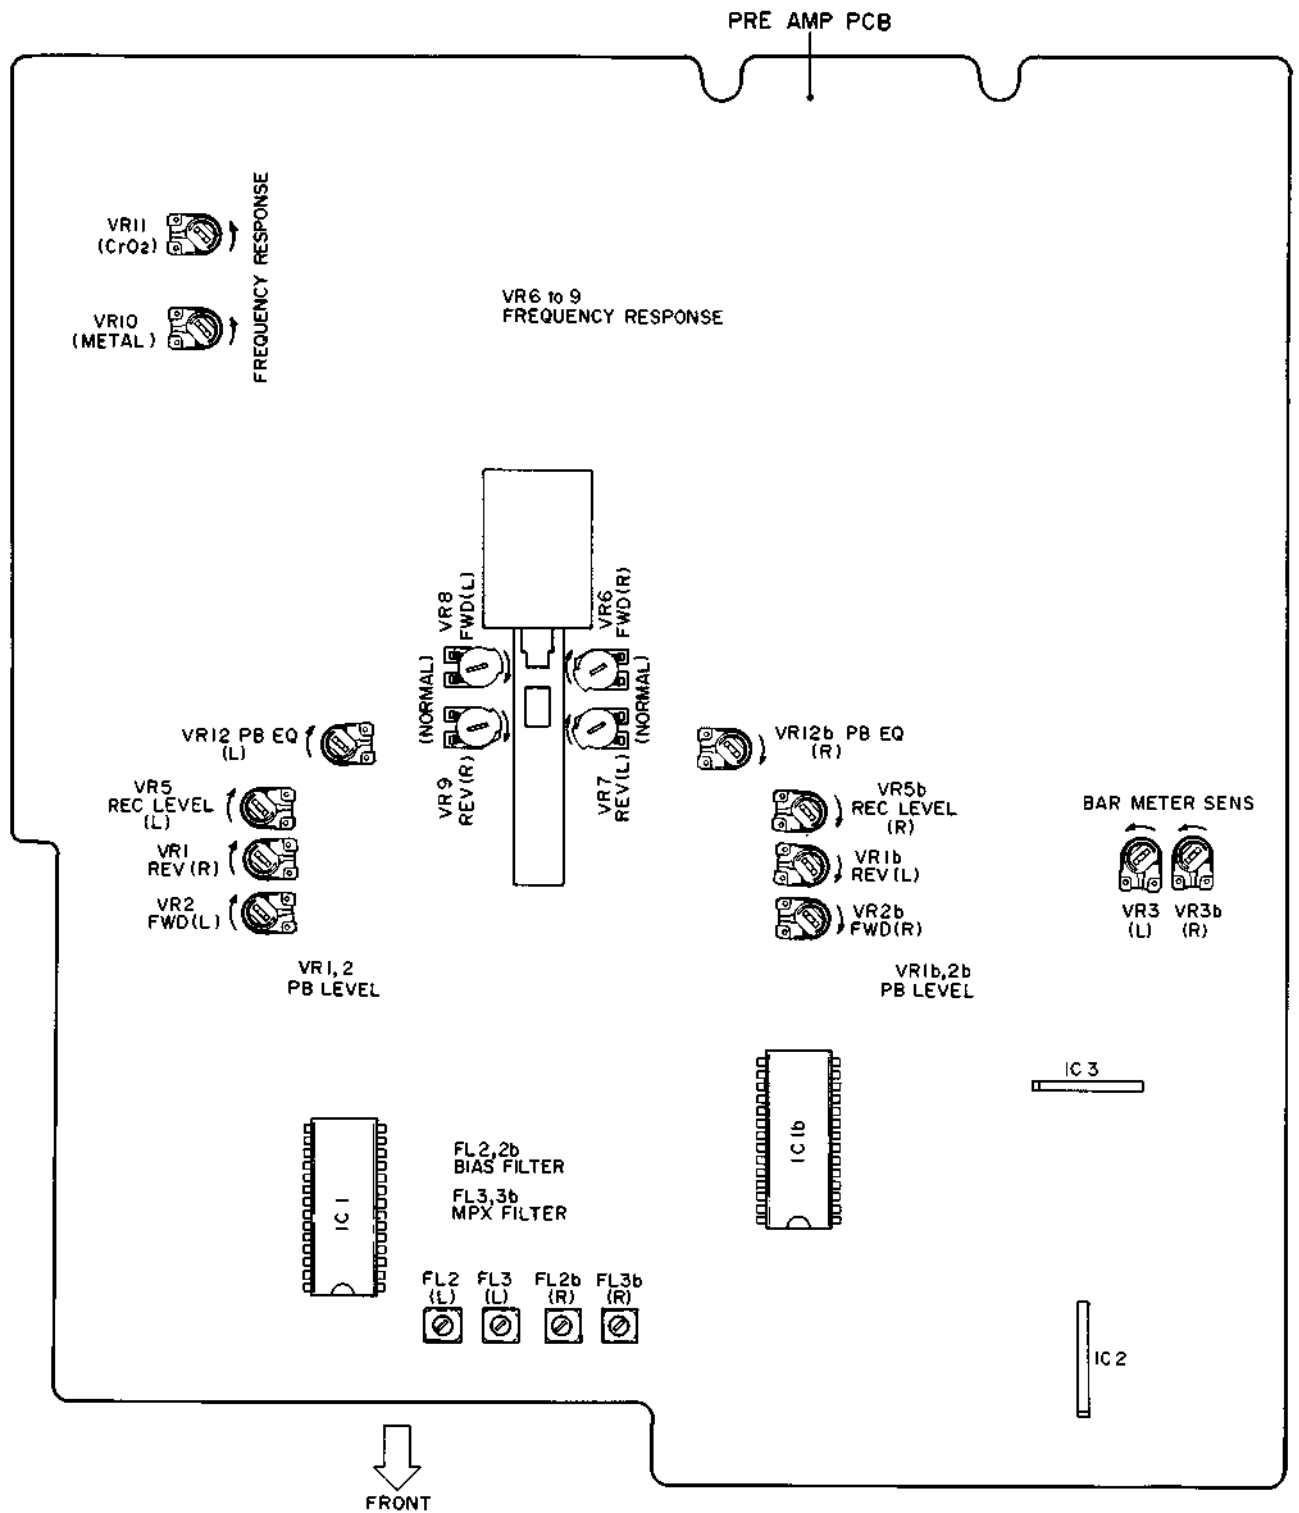 PRE AMP PCB
VR11
(CrO2)
FREQUENCY RESPONSE
VR10
(METAL)
VR6 to 9
FREQUENCY RESPONSE
VR8
FWD(L)
(NORMAL)
VR6
FWD(R)
(NORMAL)
VR9
REV(R)
VR7
REV(L)
VR12 PB EQ
(L)
VR12b PB EQ
(R)
VR5
REC LEVEL
(L)
VR1
REV(R)
VR2
FWD(L)
VR1,2
PB LEVEL
VR5b
REC LEVEL
(R)
VR1b
REV(L)
VR2b
FWD(R)
VR1b,2b
PB LEVEL
BAR METER SENS
VR3
(L)
VR3b
(R)
IC3
IC1b
IC1
FL2,2b
BIAS FILTER
FL3,3b
MPX FILTER
FL2
(L)
FL3
(L)
FL2b
(R)
FL3b
(R)
IC2
FRONT